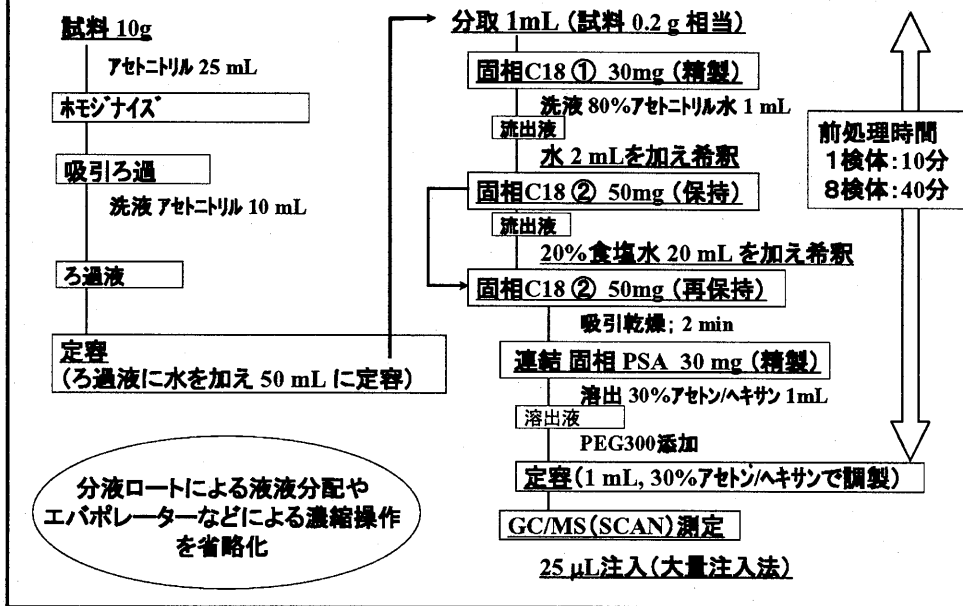 試料 10g
アセトニトリル 25 mL
ホモジナイズ
吸引ろ過
洗液 アセトニトリル 10 mL
ろ過液
定容
(ろ過液に水を加え 50 mL に定容)
分液ロートによる液液分配や
エバポレーターなどによる濃縮操作
を省略化
分取 1mL (試料 0.2 g 相当)
固相C18 ① 30mg (精製)
洗液 80%アセトニトリル水 1 mL
流出液
水 2 mLを加え希釈
固相C18 ② 50mg (保持)
流出液
20%食塩水 20 mL を加え希釈
固相C18 ② 50mg (再保持)
吸引乾燥; 2 min
連結 固相 PSA 30 mg (精製)
溶出 30%アセトン/ヘキサン 1mL
溶出液
PEG300添加
定容(1 mL, 30%アセトン/ヘキサンで調製)
GC/MS(SCAN)測定
25 μL注入(大量注入法)
前処理時間
1検体:10分
8検体:40分